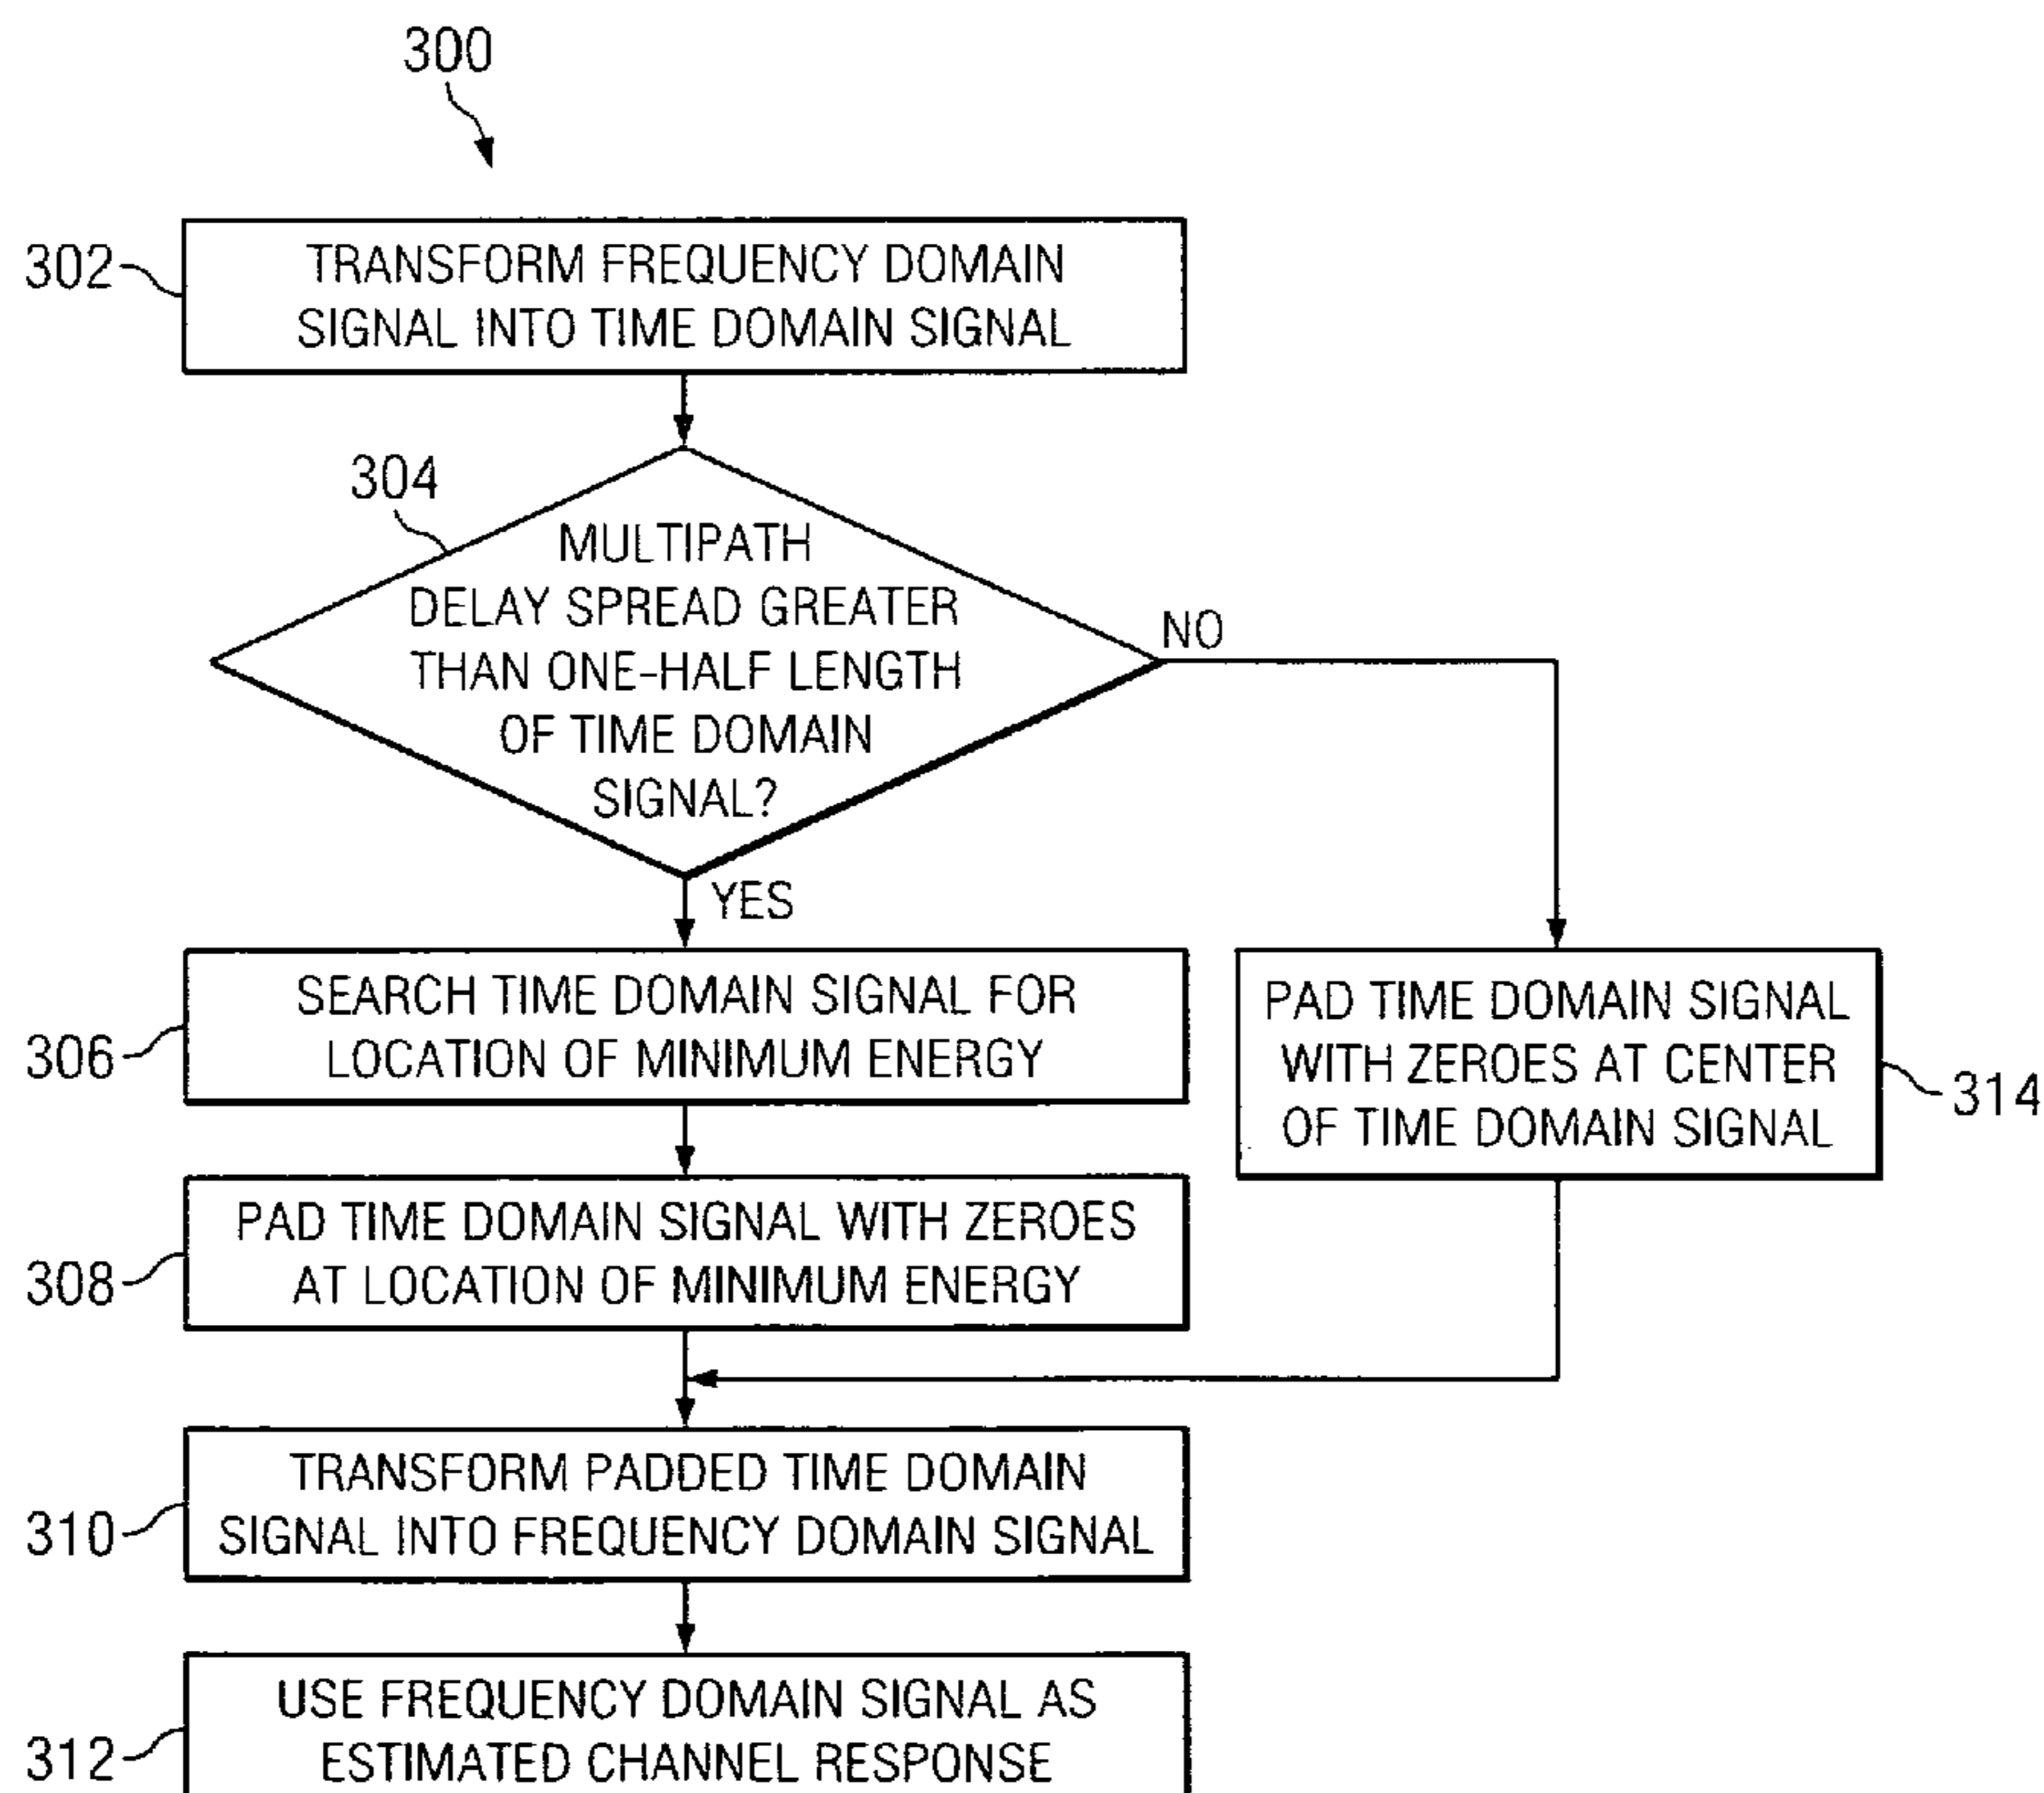 300
302
TRANSFORM FREQUENCY DOMAIN
SIGNAL INTO TIME DOMAIN SIGNAL
304
MULTIPATH
DELAY SPREAD GREATER
THAN ONE-HALF LENGTH
OF TIME DOMAIN
SIGNAL?
NO
YES
306
SEARCH TIME DOMAIN SIGNAL FOR
LOCATION OF MINIMUM ENERGY
PAD TIME DOMAIN SIGNAL
WITH ZEROES AT CENTER
OF TIME DOMAIN SIGNAL
314
308
PAD TIME DOMAIN SIGNAL WITH ZEROES
AT LOCATION OF MINIMUM ENERGY
310
TRANSFORM PADDED TIME DOMAIN
SIGNAL INTO FREQUENCY DOMAIN SIGNAL
312
USE FREQUENCY DOMAIN SIGNAL AS
ESTIMATED CHANNEL RESPONSE